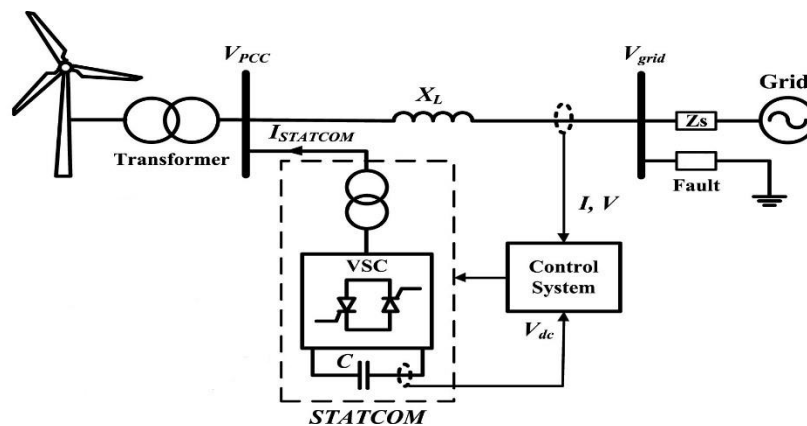 V_PCC
V_grid
Grid
X_L
Zs
I_STATCOM
Transformer
Fault
I, V
VSC
Control
System
V_dc
C
STATCOM